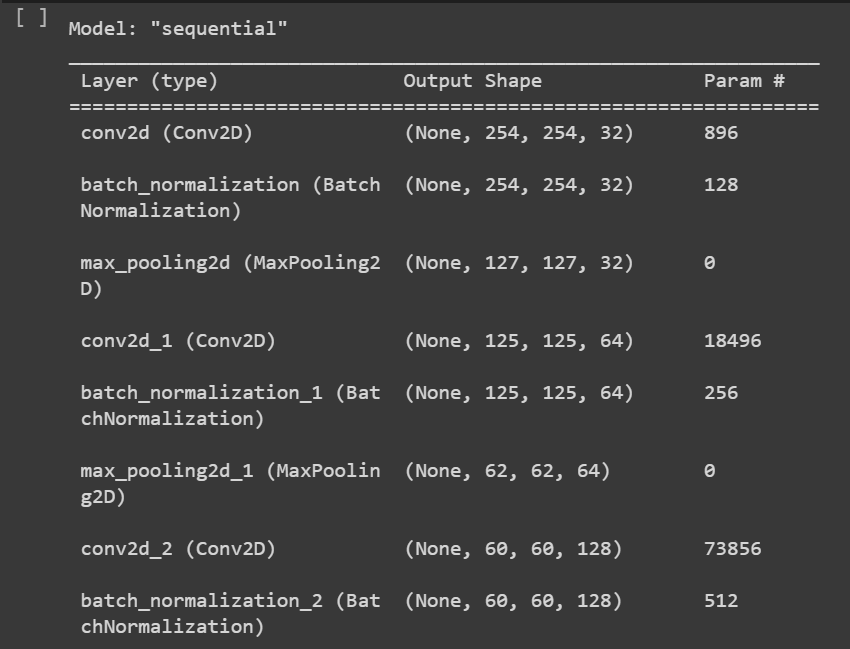 [ ] Model: "sequential"
_________________________________________________________________
Layer (type) Output Shape Param #
=================================================================
conv2d (Conv2D) (None, 254, 254, 32) 896
batch_normalization (Batch (None, 254, 254, 32) 128
Normalization)
max_pooling2d (MaxPooling2 (None, 127, 127, 32) 0
D)
conv2d_1 (Conv2D) (None, 125, 125, 64) 18496
batch_normalization_1 (Bat (None, 125, 125, 64) 256
chNormalization)
max_pooling2d_1 (MaxPoolin (None, 62, 62, 64) 0
g2D)
conv2d_2 (Conv2D) (None, 60, 60, 128) 73856
batch_normalization_2 (Bat (None, 60, 60, 128) 512
chNormalization)